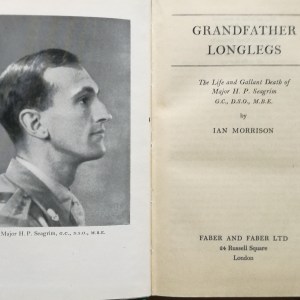 Major H. P. Seagrim, G.C., D.S.O., M.B.E.
GRANDFATHER
LONGLEGS
The Life and Gallant Death of
Major H. P. Seagrim
G.C., D.S.O., M.B.E.
by
IAN MORRISON
FABER AND FABER LTD
24 Russell Square
London